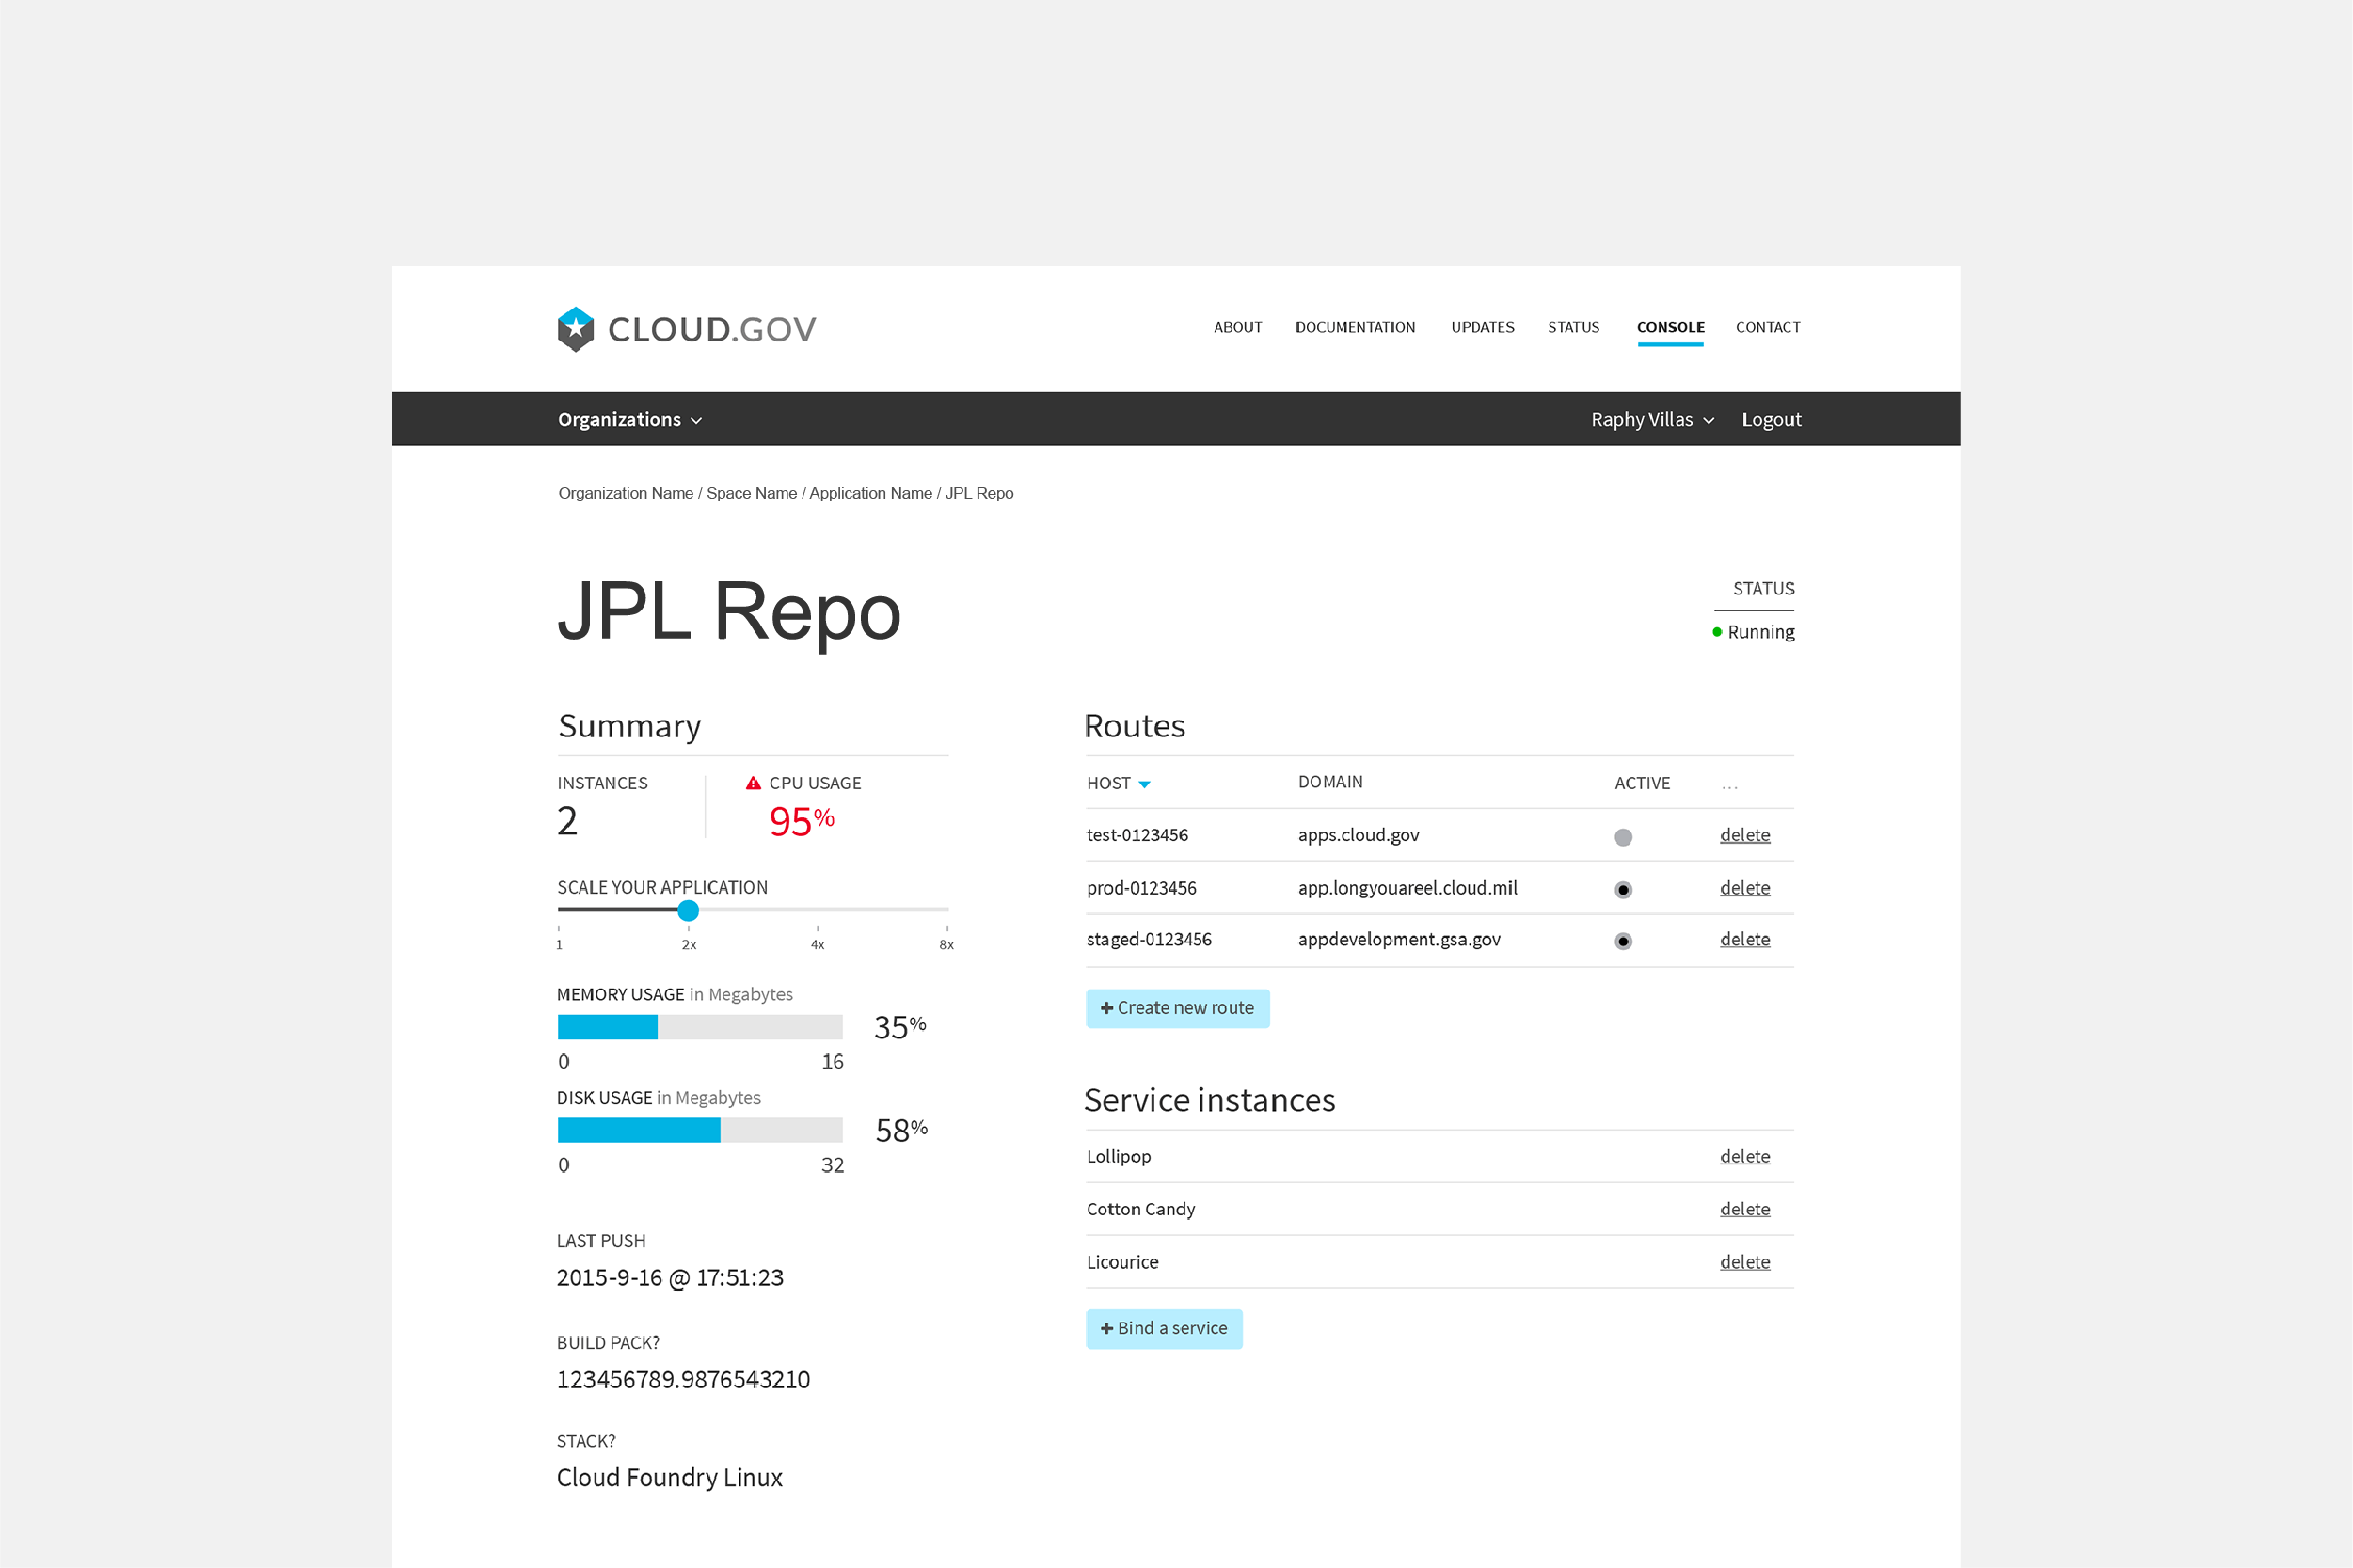 CLOUD.GOV
ABOUT DOCUMENTATION UPDATES STATUS CONSOLE CONTACT
Organizations
Raphy Villas Logout
Organization Name / Space Name / Application Name / JPL Repo
JPL Repo
STATUS
Running
Summary
INSTANCES
2
CPU USAGE
95%
SCALE YOUR APPLICATION
1 2x 4x 8x
MEMORY USAGE in Megabytes
35%
0 16
DISK USAGE in Megabytes
58%
0 32
LAST PUSH
2015-9-16 @ 17:51:23
BUILD PACK?
123456789.9876543210
STACK?
Cloud Foundry Linux
Routes
HOST DOMAIN ACTIVE ...
test-0123456 apps.cloud.gov delete
prod-0123456 app.longyouareel.cloud.mil delete
staged-0123456 appdevelopment.gsa.gov delete
+ Create new route
Service instances
Lollipop delete
Cotton Candy delete
Licourice delete
+ Bind a service